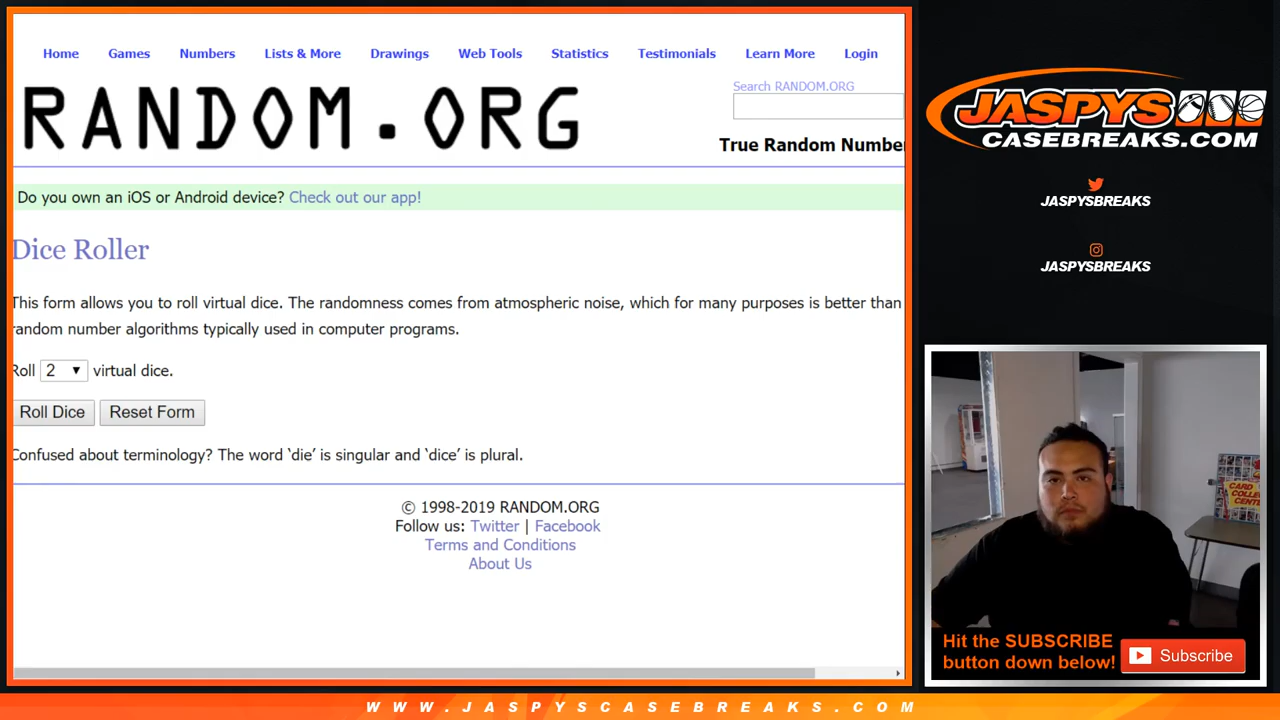 Home Games Numbers Lists & More Drawings Web Tools Statistics Testimonials Learn More Login
RANDOM.ORG
Search RANDOM.ORG
True Random Number
Do you own an iOS or Android device? Check out our app!
Dice Roller
This form allows you to roll virtual dice. The randomness comes from atmospheric noise, which for many purposes is better than
random number algorithms typically used in computer programs.
Roll 2 virtual dice.
Roll Dice Reset Form
Confused about terminology? The word ‘die’ is singular and ‘dice’ is plural.
© 1998-2019 RANDOM.ORG
Follow us: Twitter | Facebook
Terms and Conditions
About Us
JASPYS
CASEBREAKS.COM
JASPYSBREAKS
JASPYSBREAKS
CARD
COLLEC
CENT
Hit the SUBSCRIBE
button down below!
Subscribe
WWW.JASPYSCASEBREAKS.COM